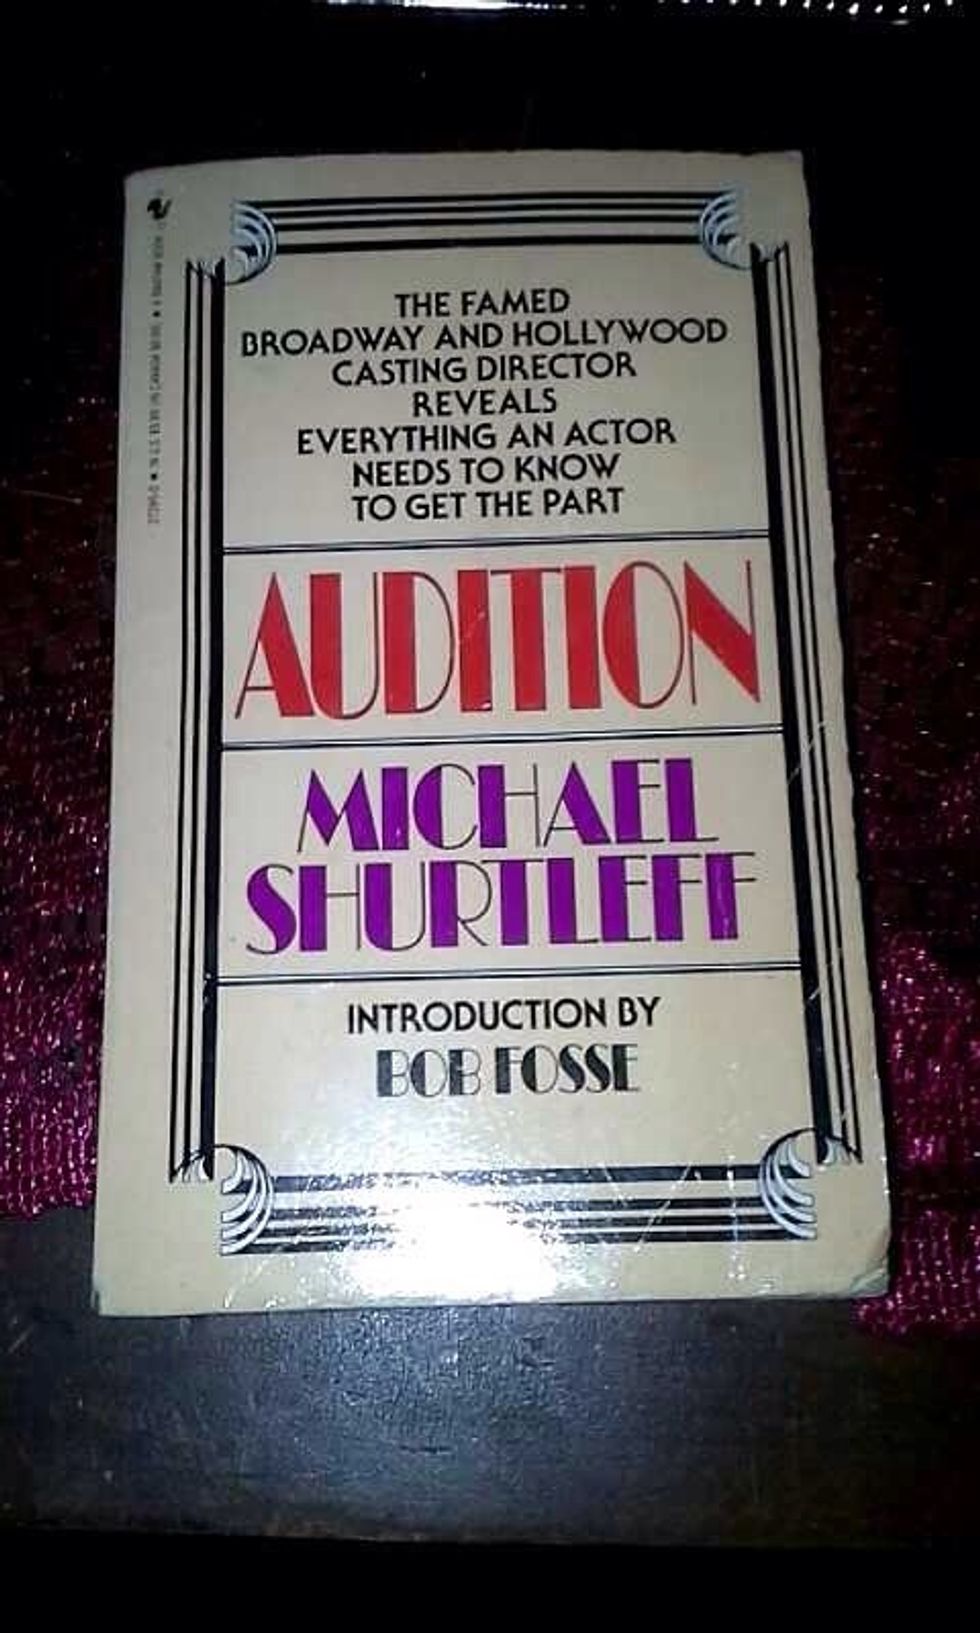 THE FAMED
BROADWAY AND HOLLYWOOD
CASTING DIRECTOR
REVEALS
EVERYTHING AN ACTOR
NEEDS TO KNOW
TO GET THE PART
AUDITION
MICHAEL
SHURTLEFF
INTRODUCTION BY
BOB FOSSE